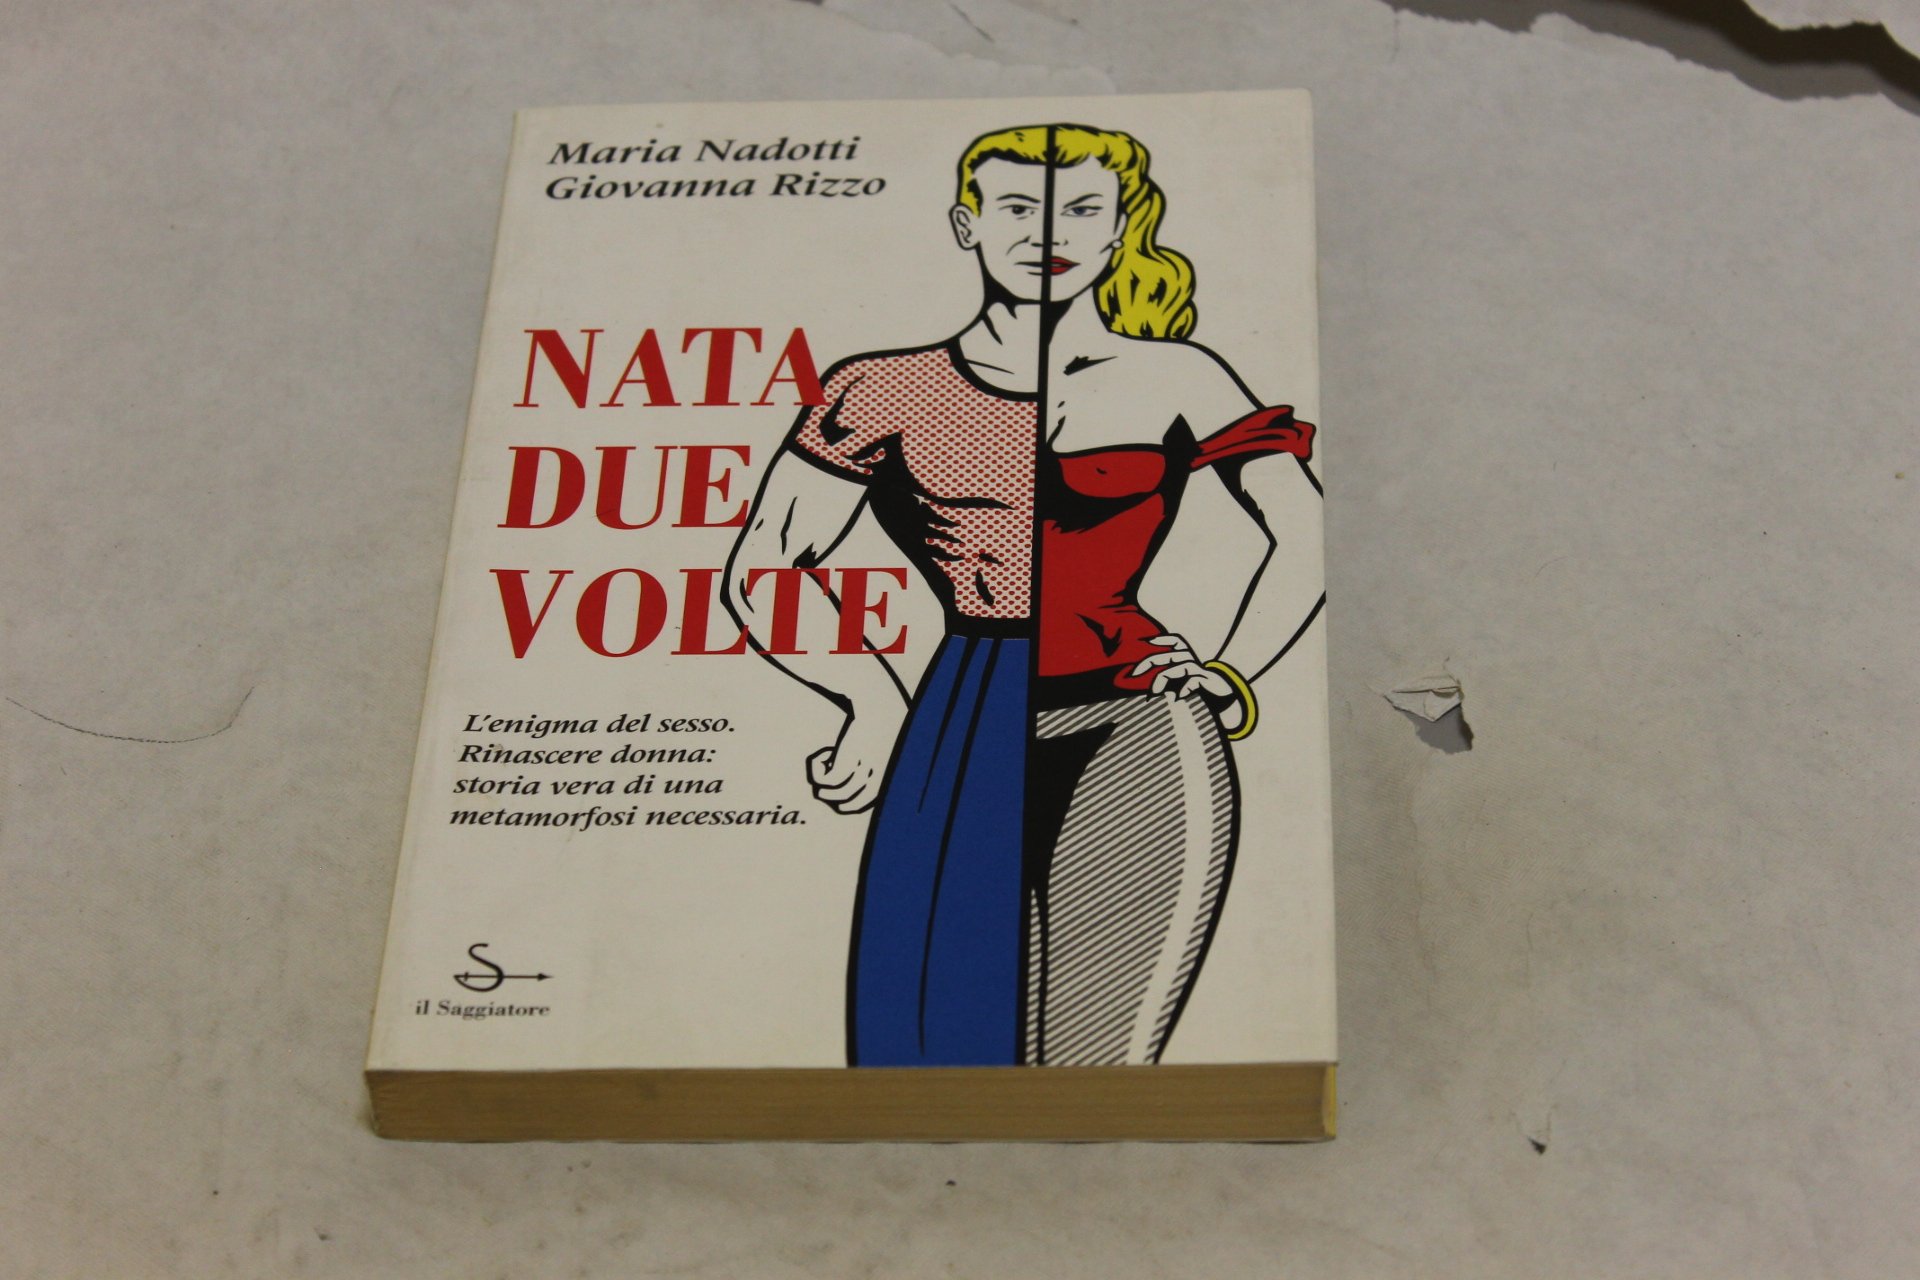 Maria Nadotti
Giovanna Rizzo
NATA
DUE
VOLTE
L'enigma del sesso.
Rinascere donna:
storia vera di una
metamorfosi necessaria.
S
il Saggiatore